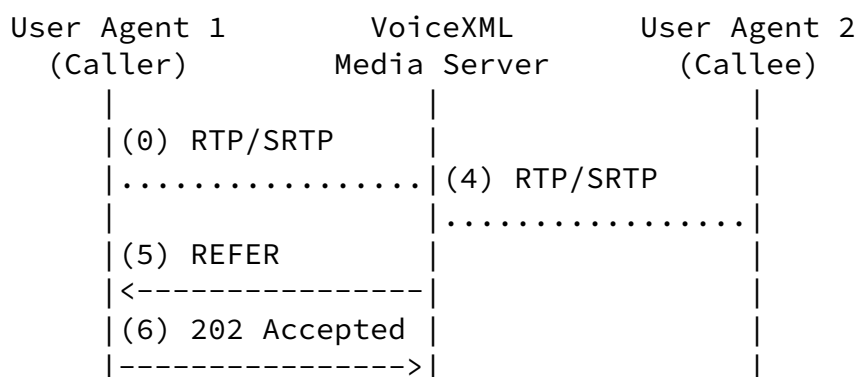 User Agent 1 VoiceXML User Agent 2
(Caller) Media Server (Callee)
(0) RTP/SRTP
(4) RTP/SRTP
(5) REFER
(6) 202 Accepted